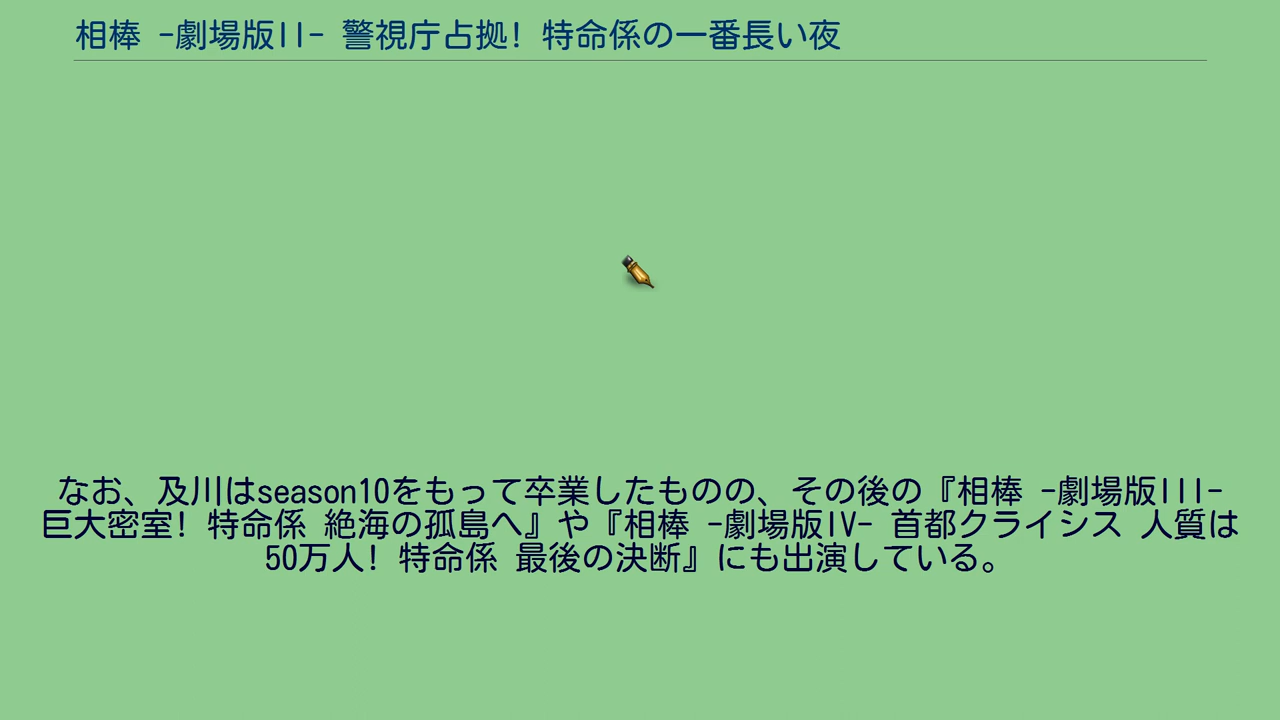 相棒 -劇場版II- 警視庁占拠! 特命係の一番長い夜
なお、及川はseason10をもって卒業したものの、その後の『相棒 -劇場版III-
巨大密室! 特命係 絶海の孤島へ』や『相棒 -劇場版IV- 首都クライシス 人質は
50万人! 特命係 最後の決断』にも出演している。